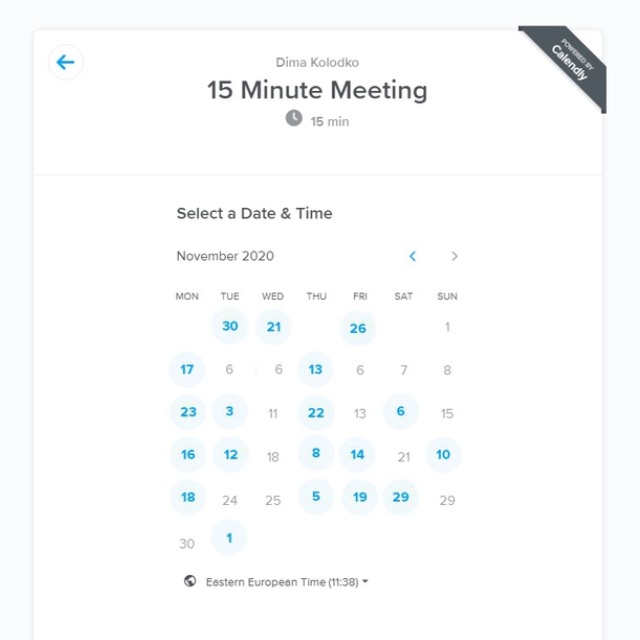 POWERED BY
Calendly
Dima Kolodko
15 Minute Meeting
15 min
Select a Date & Time
November 2020
MON TUE WED THU FRI SAT SUN
30 21 26 1
17 6 6 13 6 7 8
23 3 11 22 13 6 15
16 12 18 8 14 21 10
18 24 25 5 19 29 29
30 1
Eastern European Time (11:38)